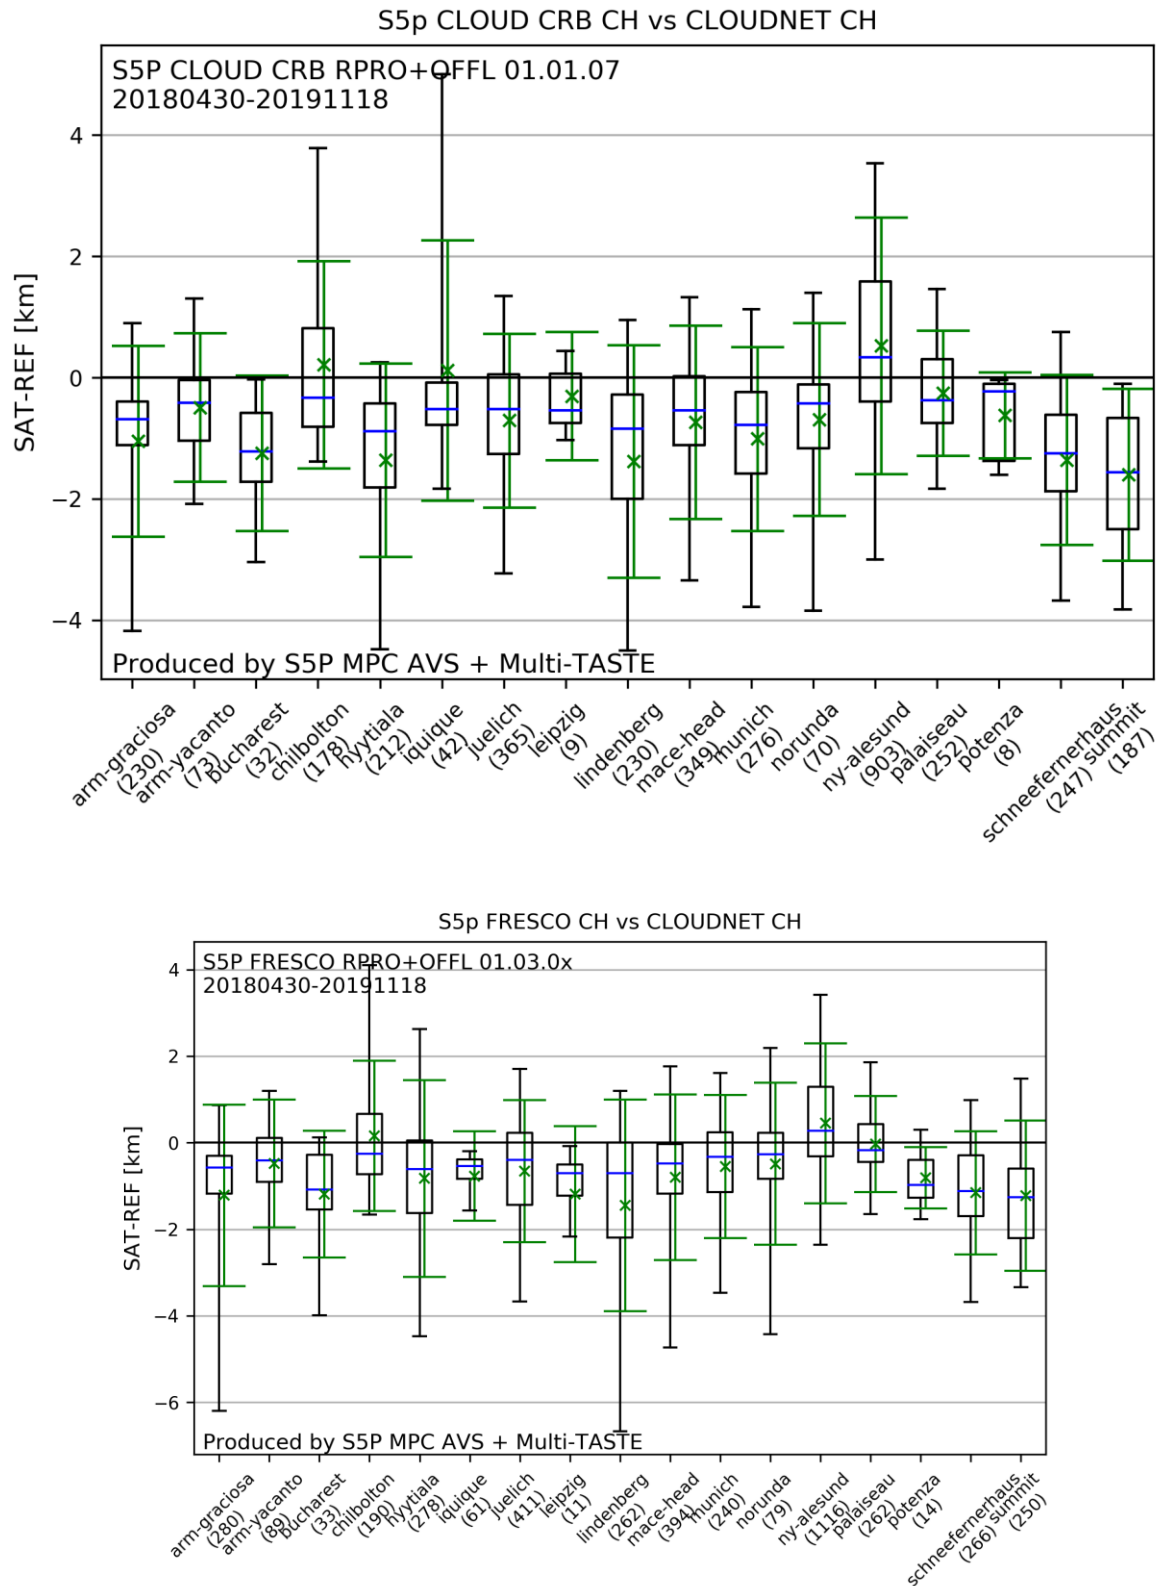 S5p CLOUD CRB CH vs CLOUDNET CH
S5P CLOUD CRB RPRO+OFFL 01.01.07
20180430-20191118
4
2
0
−2
−4
SAT-REF [km]
Produced by S5P MPC AVS + Multi-TASTE
arm-graciosa
(230)
arm-yacanto
(73)
bucharest
(32)
chilbolton
(178)
hyytiala
(212)
iquique
(42)
juelich
(365)
leipzig
(9)
lindenberg
(230)
mace-head
(349)
munich
(276)
norunda
(70)
ny-alesund
(903)
palaiseau
(252)
potenza
(8)
schneefernerhaus
(247)
summit
(187)
S5p FRESCO CH vs CLOUDNET CH
S5P FRESCO RPRO+OFFL 01.03.0x
20180430-20191118
4
2
0
−2
−4
−6
SAT-REF [km]
Produced by S5P MPC AVS + Multi-TASTE
arm-graciosa
(280)
arm-yacanto
(89)
bucharest
(33)
chilbolton
(190)
hyytiala
(278)
iquique
(61)
juelich
(411)
leipzig
(11)
lindenberg
(262)
mace-head
(394)
munich
(240)
norunda
(79)
ny-alesund
(1116)
palaiseau
(262)
potenza
(14)
schneefernerhaus
(266)
summit
(250)